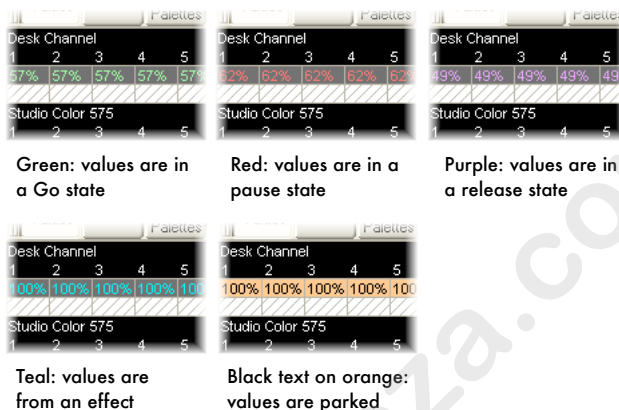 Palettes
Desk Channel
1 2 3 4 5
57% 57% 57% 57% 57%
Studio Color 575
1 2 3 4 5
Green: values are in
a Go state
Palettes
Desk Channel
1 2 3 4 5
62% 62% 62% 62% 62
Studio Color 575
1 2 3 4 5
Red: values are in a
pause state
Palettes
Desk Channel
1 2 3 4 5
49% 49% 49% 49% 49
Studio Color 575
1 2 3 4 5
Purple: values are in
a release state
Palettes
Desk Channel
1 2 3 4 5
100% 100% 100% 100% 100
Studio Color 575
1 2 3 4 5
Teal: values are
from an effect
Palettes
Desk Channel
1 2 3 4 5
100% 100% 100% 100% 100
Studio Color 575
1 2 3 4 5
Black text on orange:
values are parked